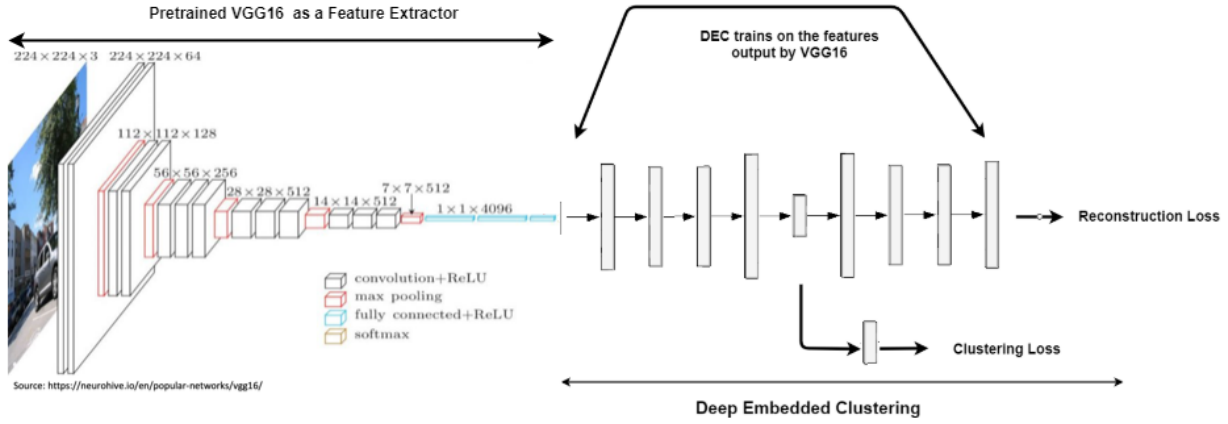 Pretrained VGG16 as a Feature Extractor
DEC trains on the features
output by VGG16
224×224×3
224×224×64
112×112×128
56×56×256
28×28×512
14×14×512
7×7×512
1×1×4096
Reconstruction Loss
convolution+ReLU
max pooling
fully connected+ReLU
softmax
Clustering Loss
Source: https://neurohive.io/en/popular-networks/vgg16/
Deep Embedded Clustering